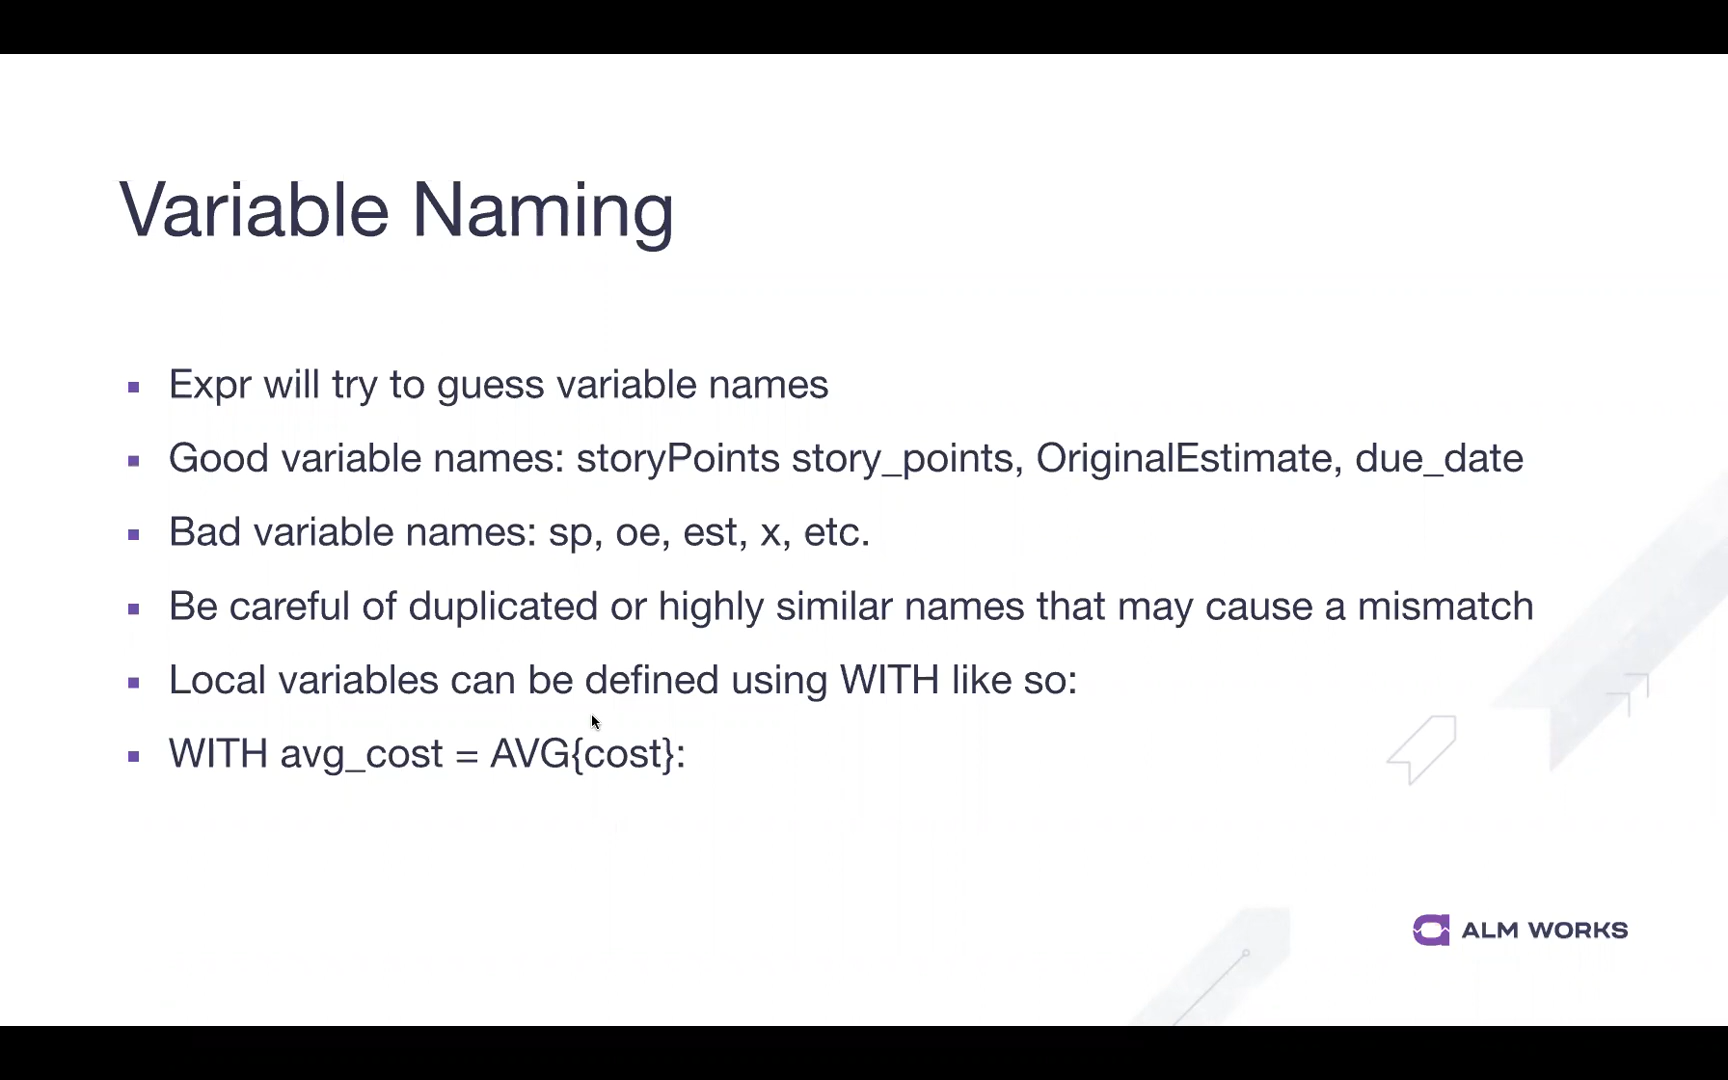 Variable Naming
Expr will try to guess variable names
Good variable names: storyPoints story_points, OriginalEstimate, due_date
Bad variable names: sp, oe, est, x, etc.
Be careful of duplicated or highly similar names that may cause a mismatch
Local variables can be defined using WITH like so:
WITH avg_cost = AVG{cost}:
ALM WORKS